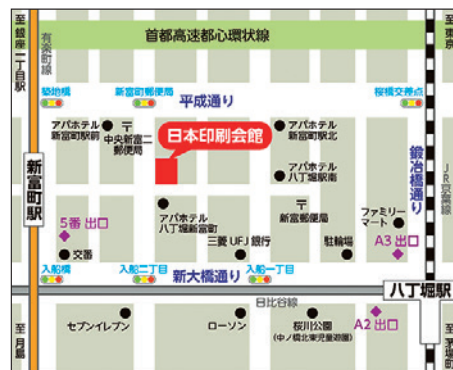 首都高速都心環状線
至銀座一丁目駅
有楽町線
至東京
築地橋
新富町郵便局
平成通り
桜橋交差点
アパホテル
新富町駅前
中央新富二
郵便局
日本印刷会館
アパホテル
新富町駅北
鍛冶橋通り
JR京葉線
アパホテル
八丁堀駅南
新富町駅
アパホテル
八丁堀新富町
新富郵便局
ファミリー
マート
5番 出口
交番
三菱UFJ銀行
駐輪場
A3 出口
入船橋
入船二丁目
新大橋通り
入船一丁目
日比谷線
八丁堀駅
セブンイレブン
ローソン
桜川公園
(中ノ橋北東児童遊園)
A2 出口
至月島
至茅場町